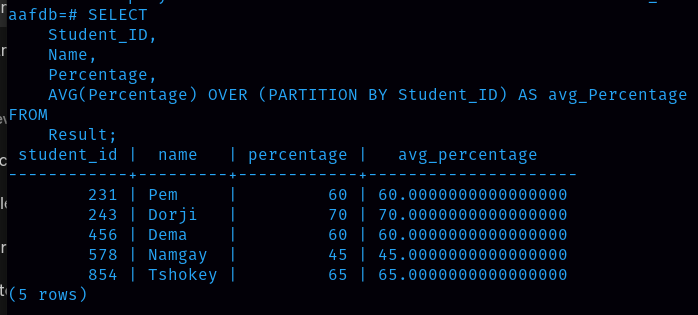 aafdb=# SELECT
    Student_ID,
    Name,
    Percentage,
    AVG(Percentage) OVER (PARTITION BY Student_ID) AS avg_Percentage
FROM
    Result;
 student_id |  name   | percentage |   avg_percentage
------------+---------+------------+---------------------
        231 | Pem     |         60 | 60.0000000000000000
        243 | Dorji   |         70 | 70.0000000000000000
        456 | Dema    |         60 | 60.0000000000000000
        578 | Namgay  |         45 | 45.0000000000000000
        854 | Tshokey |         65 | 65.0000000000000000
(5 rows)